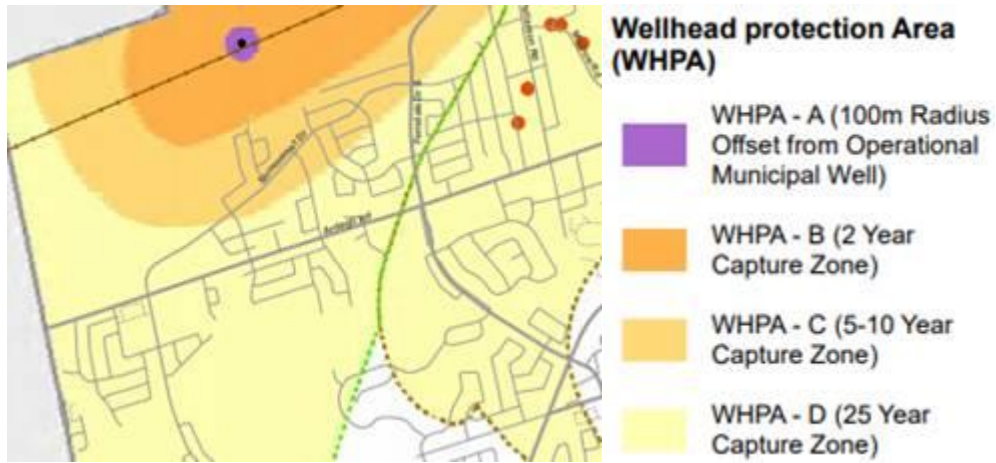 Wellhead protection Area
(WHPA)
WHPA - A (100m Radius
Offset from Operational
Municipal Well)
WHPA - B (2 Year
Capture Zone)
WHPA - C (5-10 Year
Capture Zone)
WHPA - D (25 Year
Capture Zone)